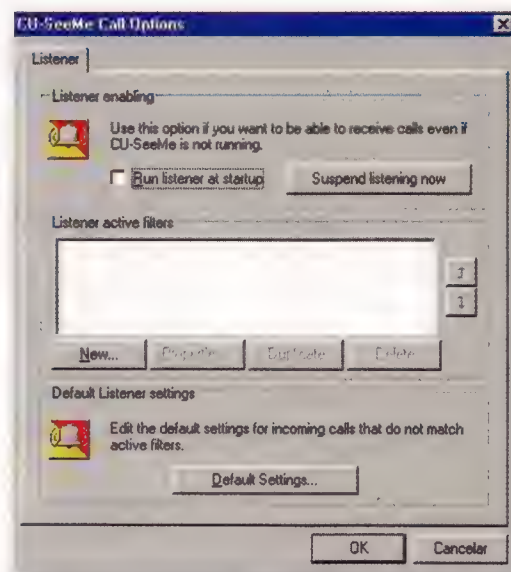 CU-SeeMe Call Options
Listener
Listener enabling
Use this option if you want to be able to receive calls even if
CU-SeeMe is not running.
Run listener at startup
Suspend listening now
Listener active filters
New...
Duplicate
Delete
Default Listener settings
Edit the default settings for incoming calls that do not match
active filters.
Default Settings...
OK
Cancelar